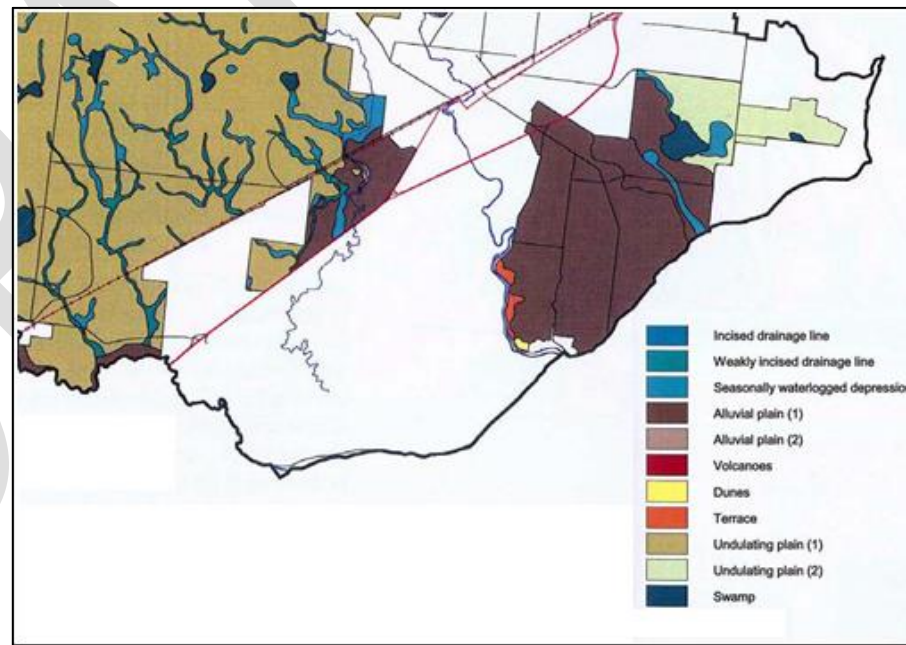 Incised drainage line
Weakly incised drainage line
Seasonally waterlogged depression
Alluvial plain (1)
Alluvial plain (2)
Volcanoes
Dunes
Terrace
Undulating plain (1)
Undulating plain (2)
Swamp